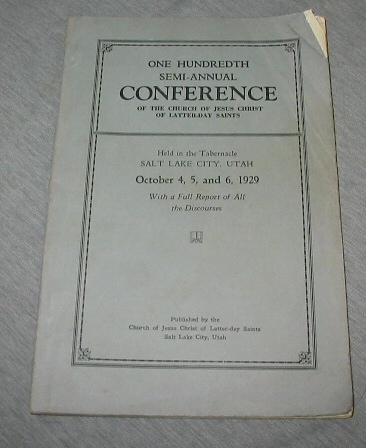 ONE HUNDREDTH
SEMI-ANNUAL
CONFERENCE
OF THE CHURCH OF JESUS CHRIST
OF LATTER-DAY SAINTS
Held in the Tabernacle
SALT LAKE CITY, UTAH
October 4, 5, and 6, 1929
With a Full Report of All
the Discourses
Published by the
Church of Jesus Christ of Latter-day Saints
Salt Lake City, Utah